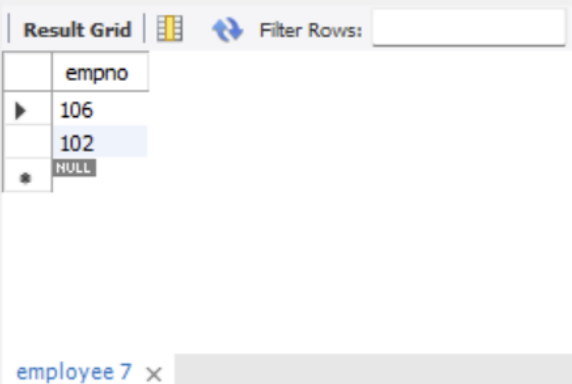 Result Grid Filter Rows:
empno
106
102
NULL
employee 7